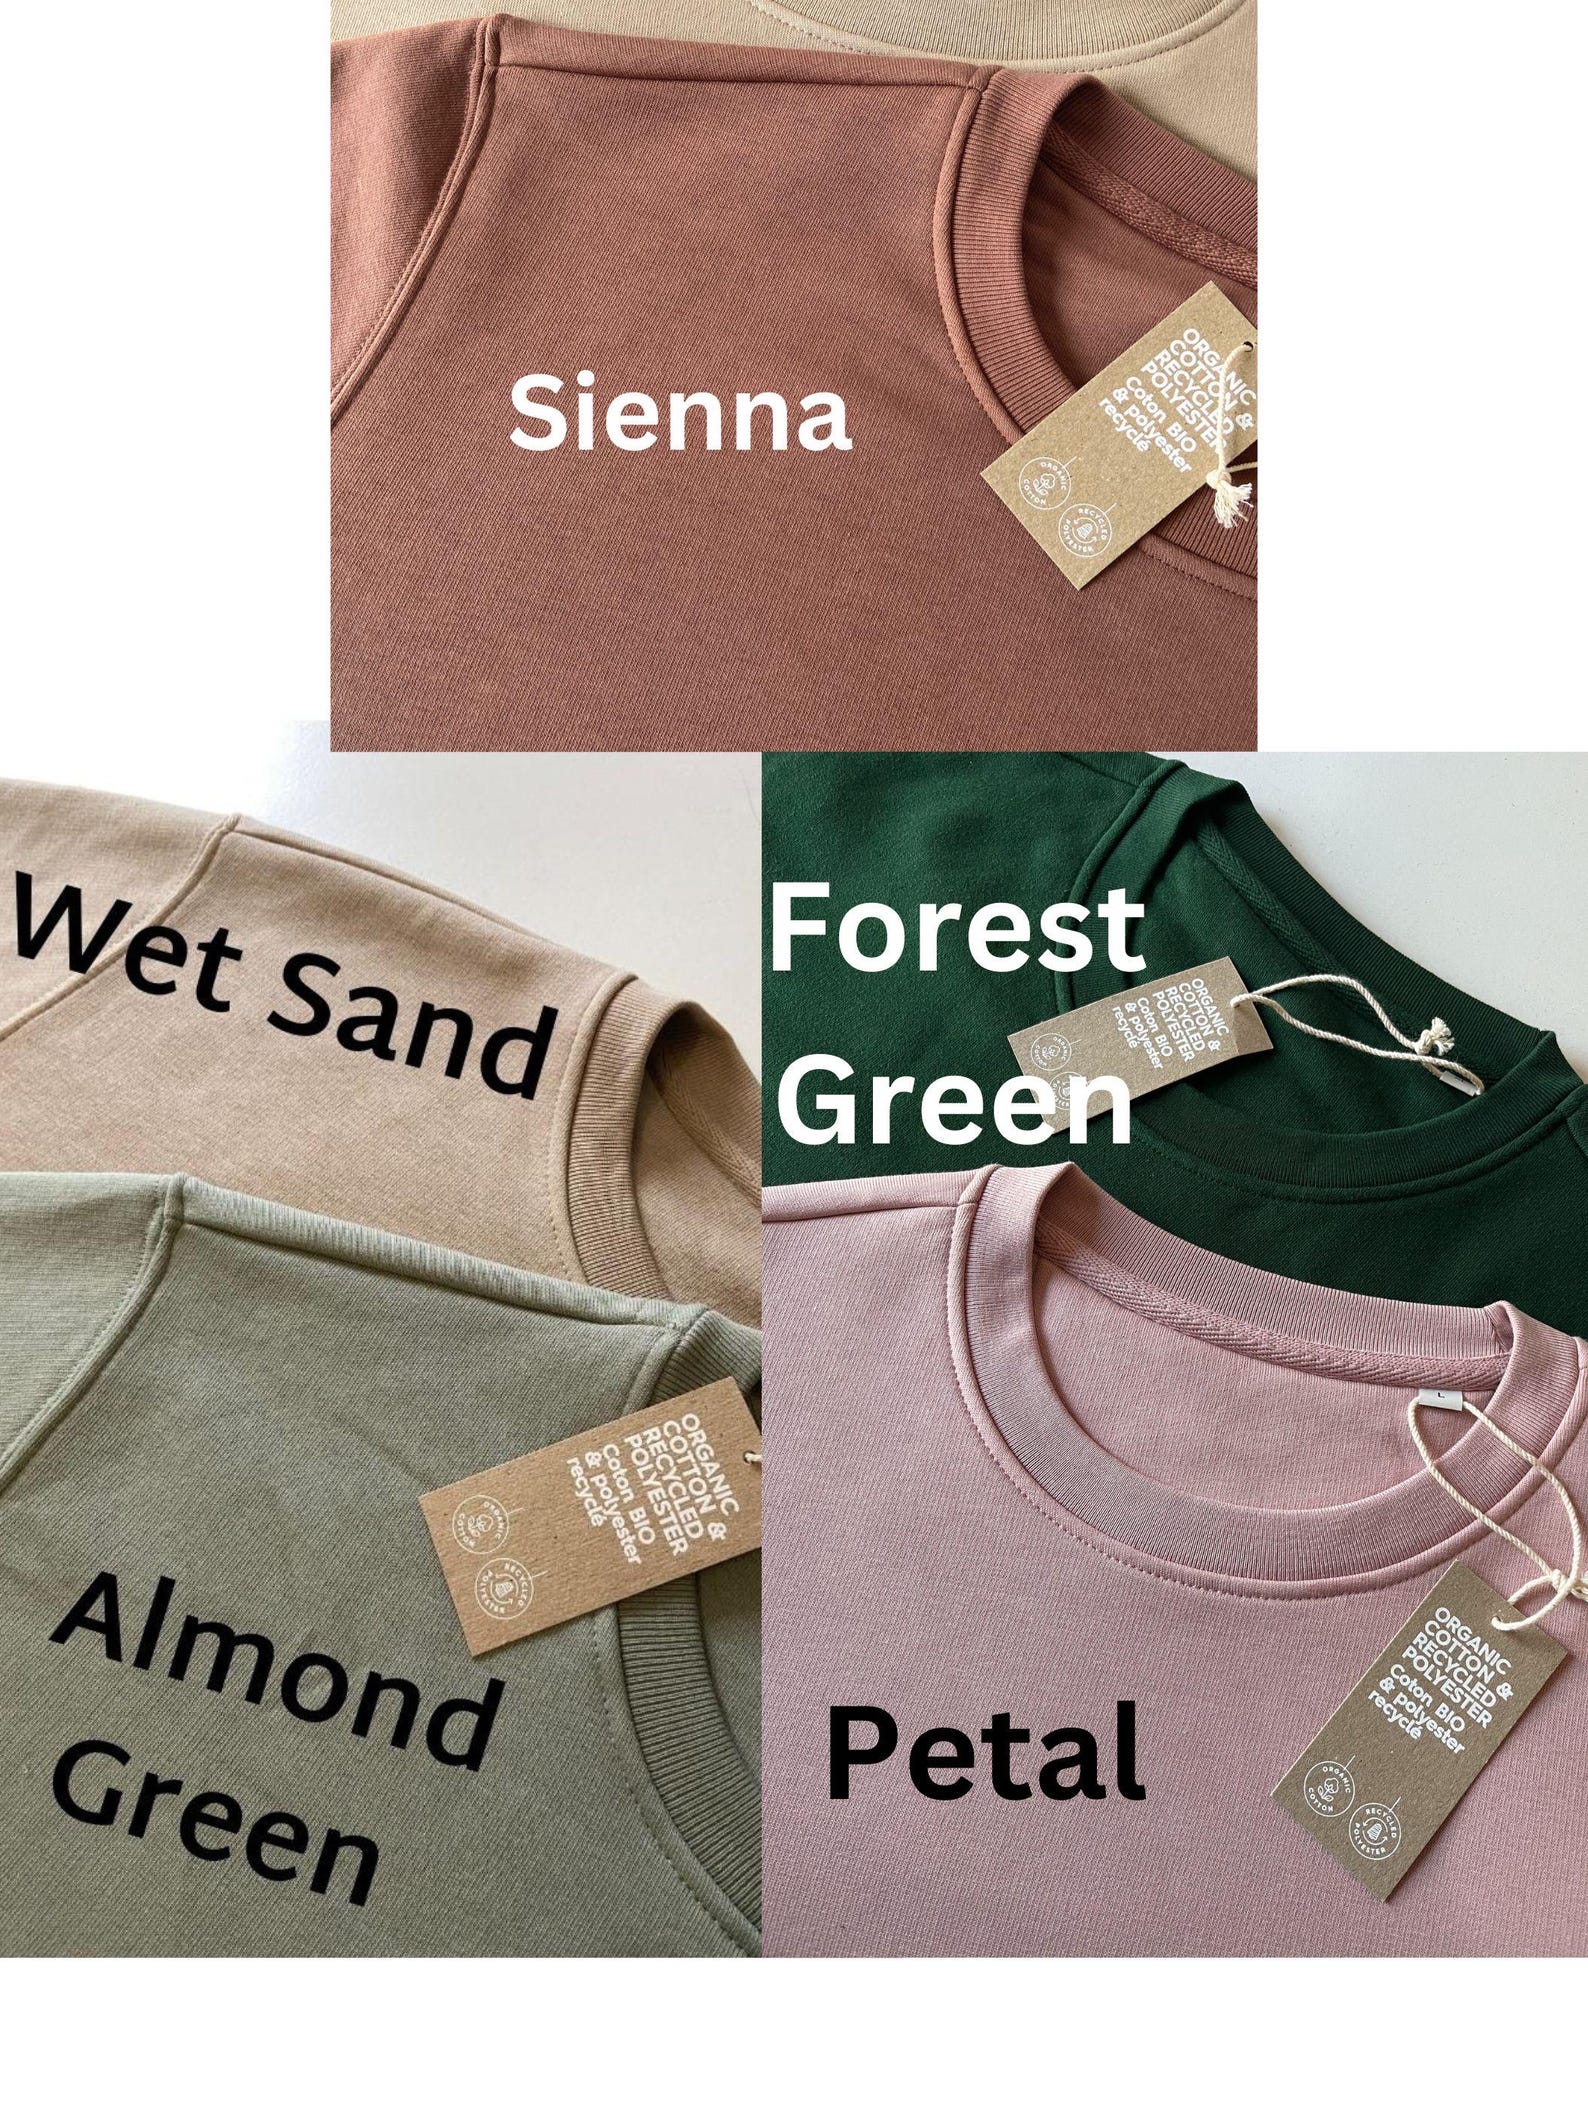 Sienna
ORGANIC
COTTON &
RECYCLED
POLYESTER
Coton BIO
& polyester
recyclé
ORGANIC
COTTON
RECYCLED
POLYESTER
Wet Sand
Forest
Green
ORGANIC
COTTON &
RECYCLED
POLYESTER
Coton BIO
& polyester
recyclé
Almond
Green
ORGANIC
COTTON &
RECYCLED
POLYESTER
Coton BIO
& polyester
recyclé
ORGANIC
COTTON
RECYCLED
POLYESTER
L
Petal
ORGANIC
COTTON &
RECYCLED
POLYESTER
Coton BIO
& polyester
recyclé
ORGANIC
COTTON
RECYCLED
POLYESTER